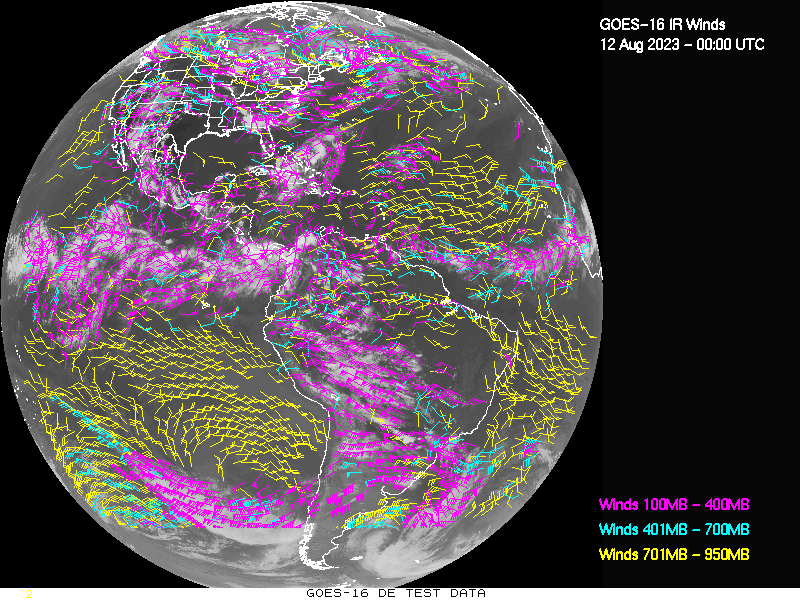 GOES-16 IR Winds
12 Aug 2023 - 00:00 UTC
Winds 100MB - 400MB
Winds 401MB - 700MB
Winds 701MB - 950MB
2
GOES-16 DE TEST DATA